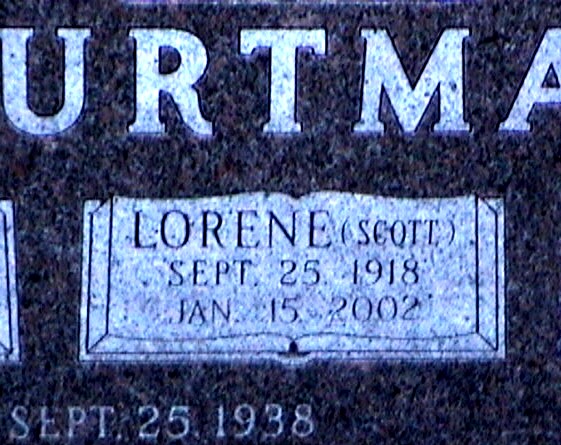 URTMA
LORENE (SCOTT)
SEPT. 25 1918
JAN. 15 2002
SEPT. 25 1938